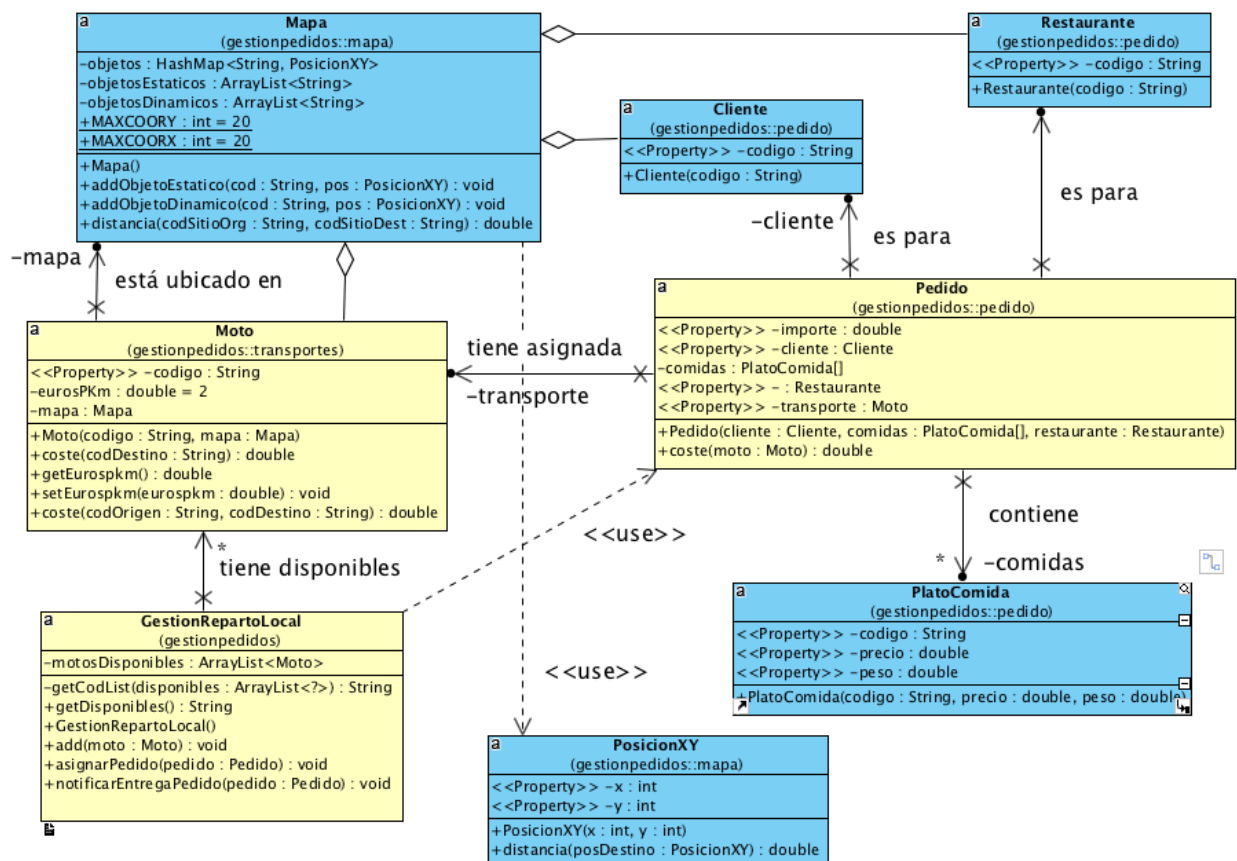 a
Mapa
(gestionpedidos::mapa)
-objetos : HashMap<String, PosicionXY>
-objetosEstaticos : ArrayList<String>
-objetosDinamicos : ArrayList<String>
+MAXCOORY : int = 20
+MAXCOORX : int = 20
+Mapa()
+addObjetoEstatico(cod : String, pos : PosicionXY) : void
+addObjetoDinamico(cod : String, pos : PosicionXY) : void
+distancia(codSitioOrg : String, codSitioDest : String) : double
a
Restaurante
(gestionpedidos::pedido)
<<Property>> -codigo : String
+Restaurante(codigo : String)
a
Cliente
(gestionpedidos::pedido)
<<Property>> -codigo : String
+Cliente(codigo : String)
-cliente
es para
es para
-mapa
está ubicado en
a
Moto
(gestionpedidos::transportes)
<<Property>> -codigo : String
-eurosPKm : double = 2
-mapa : Mapa
+Moto(codigo : String, mapa : Mapa)
+coste(codDestino : String) : double
+getEurospkm() : double
+setEurospkm(eurospkm : double) : void
+coste(codOrigen : String, codDestino : String) : double
tiene asignada
-transporte
a
Pedido
(gestionpedidos::pedido)
<<Property>> -importe : double
<<Property>> -cliente : Cliente
-comidas : PlatoComida[]
<<Property>> - : Restaurante
<<Property>> -transporte : Moto
+Pedido(cliente : Cliente, comidas : PlatoComida[], restaurante : Restaurante)
+coste(moto : Moto) : double
*
tiene disponibles
<<use>>
contiene
*
-comidas
a
GestionRepartoLocal
(gestionpedidos)
-motosDisponibles : ArrayList<Moto>
-getCodList(disponibles : ArrayList<?>) : String
+getDisponibles() : String
+GestionRepartoLocal()
+add(moto : Moto) : void
+asignarPedido(pedido : Pedido) : void
+notificarEntregaPedido(pedido : Pedido) : void
<<use>>
a
PlatoComida
(gestionpedidos::pedido)
<<Property>> -codigo : String
<<Property>> -precio : double
<<Property>> -peso : double
+PlatoComida(codigo : String, precio : double, peso : double)
a
PosicionXY
(gestionpedidos::mapa)
<<Property>> -x : int
<<Property>> -y : int
+PosicionXY(x : int, y : int)
+distancia(posDestino : PosicionXY) : double